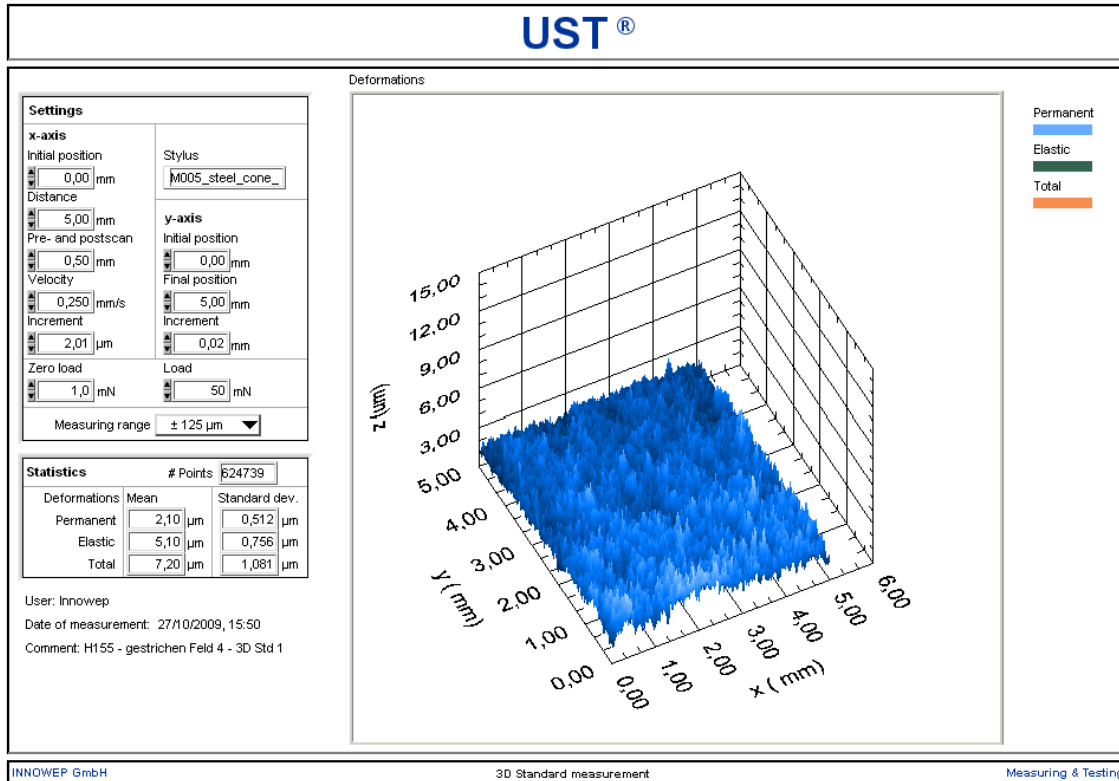 UST ®
Deformations
Settings
x-axis
Initial position
0,00 mm
Distance
5,00 mm
Pre- and postscan
0,50 mm
Velocity
0,250 mm/s
Increment
2,01 µm
Stylus
M005_steel_cone_
y-axis
Initial position
0,00 mm
Final position
5,00 mm
Increment
0,02 mm
Zero load
1,0 mN
Load
50 mN
Measuring range ± 125 µm
Statistics # Points 624739
Deformations Mean Standard dev.
Permanent 2,10 µm 0,512 µm
Elastic 5,10 µm 0,756 µm
Total 7,20 µm 1,081 µm
User: Innowep
Date of measurement: 27/10/2009, 15:50
Comment: H155 - gestrichen Feld 4 - 3D Std 1
Permanent
Elastic
Total
z (µm)
15,00
12,00
9,00
6,00
3,00
y ( mm)
5,00
4,00
3,00
2,00
1,00
0,00
x ( mm)
0,00
1,00
2,00
3,00
4,00
5,00
6,00
INNOWEP GmbH
3D Standard measurement
Measuring & Testing